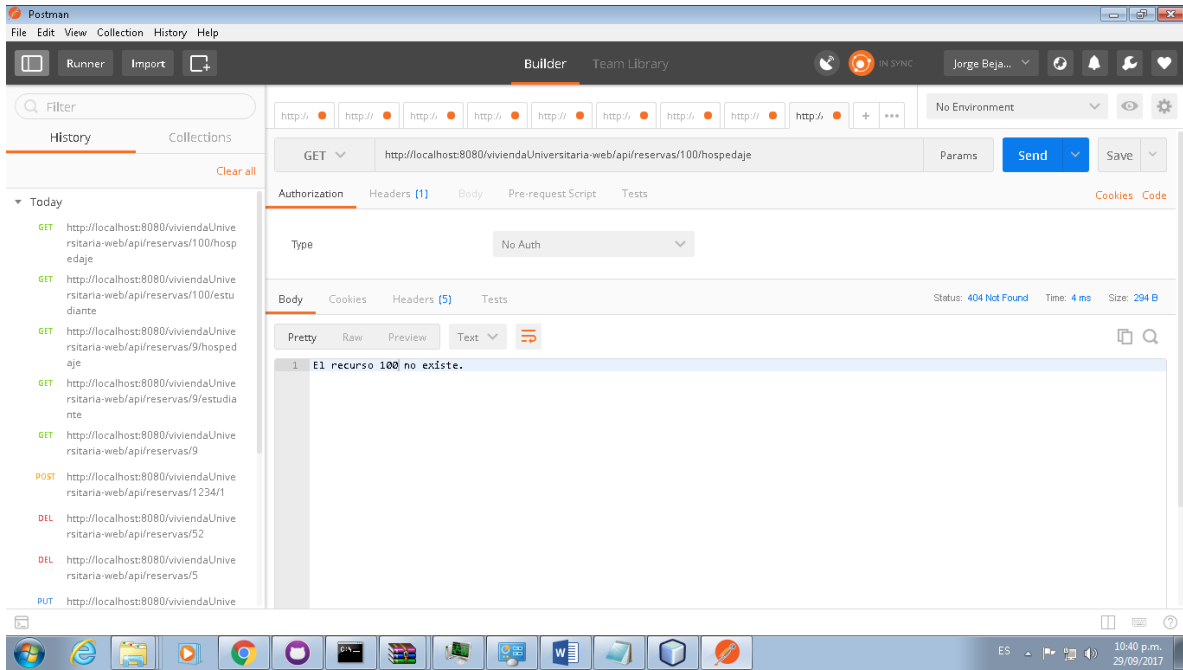 Postman
File Edit View Collection History Help
Runner Import Builder Team Library IN SYNC Jorge Beja...
Filter
History Collections
Clear all
Today
GET http://localhost:8080/viviendaUnive
rsitaria-web/api/reservas/100/hosp
edaje
GET http://localhost:8080/viviendaUnive
rsitaria-web/api/reservas/100/estu
diante
GET http://localhost:8080/viviendaUnive
rsitaria-web/api/reservas/9/hosped
aje
GET http://localhost:8080/viviendaUnive
rsitaria-web/api/reservas/9/estudia
nte
GET http://localhost:8080/viviendaUnive
rsitaria-web/api/reservas/9
POST http://localhost:8080/viviendaUnive
rsitaria-web/api/reservas/1234/1
DEL http://localhost:8080/viviendaUnive
rsitaria-web/api/reservas/52
DEL http://localhost:8080/viviendaUnive
rsitaria-web/api/reservas/5
PUT http://localhost:8080/viviendaUnive
http:/ http:// http:/ http:/ http:// http:/ http:/ http:// http:/ + •••
No Environment
GET http://localhost:8080/viviendaUniversitaria-web/api/reservas/100/hospedaje Params Send Save
Authorization Headers (1) Body Pre-request Script Tests Cookies Code
Type No Auth
Body Cookies Headers (5) Tests Status: 404 Not Found Time: 4 ms Size: 294 B
Pretty Raw Preview Text
1 El recurso 100 no existe.
ES 10:40 p.m.
29/09/2017